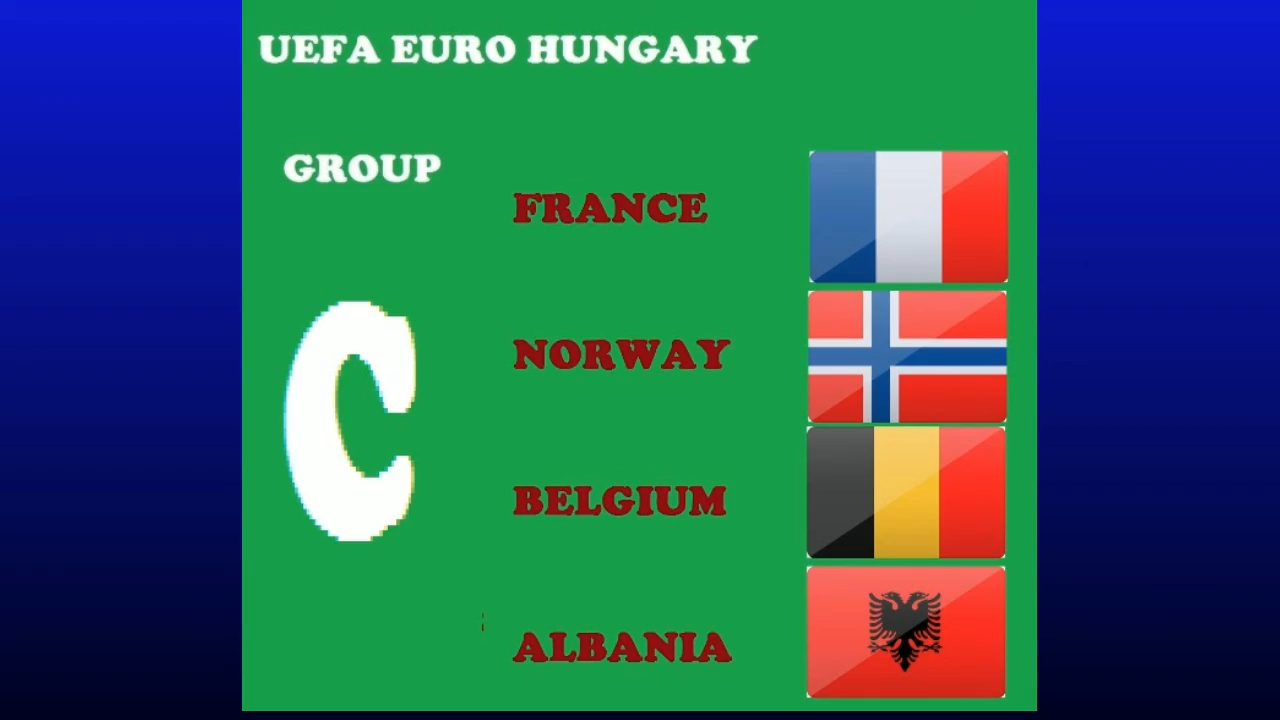 UEFA EURO HUNGARY
GROUP
C
FRANCE
NORWAY
BELGIUM
ALBANIA